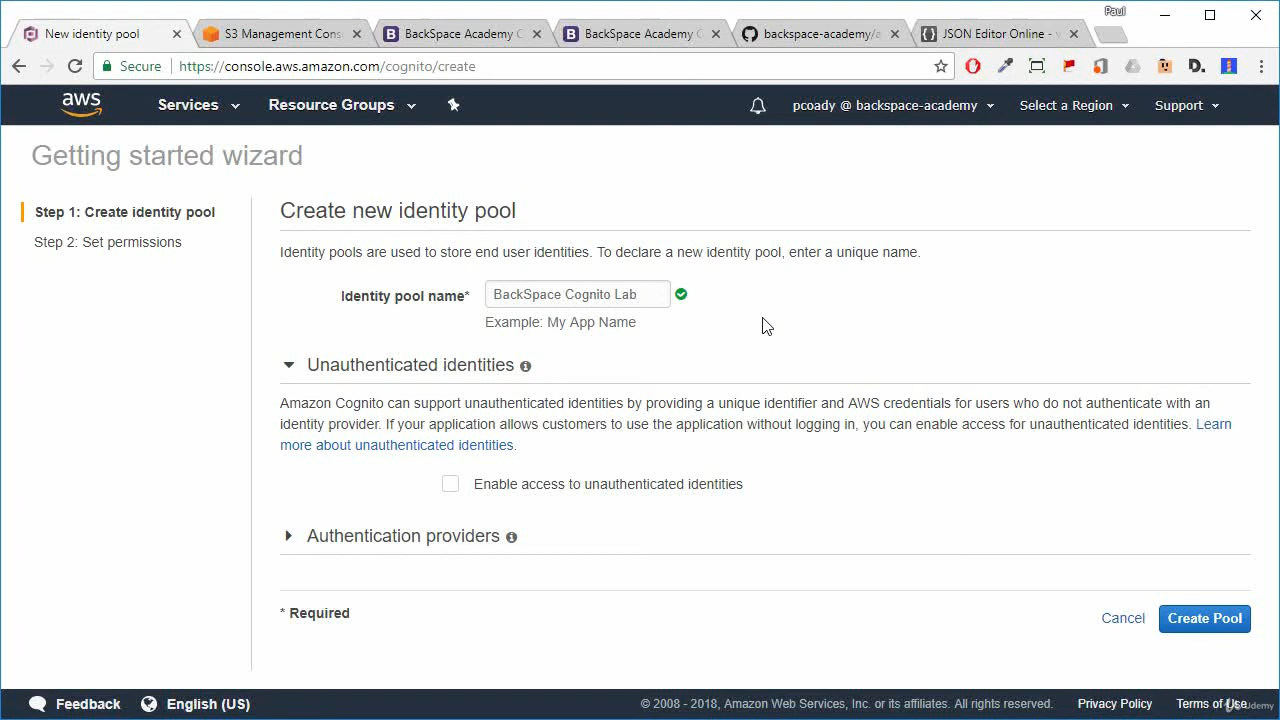 Paul
New identity pool
S3 Management Cons
BackSpace Academy C
BackSpace Academy C
backspace-academy/a
JSON Editor Online - v
Secure
https://console.aws.amazon.com/cognito/create
aws
Services
Resource Groups
pcoady @ backspace-academy
Select a Region
Support
Getting started wizard
Step 1: Create identity pool
Step 2: Set permissions
Create new identity pool
Identity pools are used to store end user identities. To declare a new identity pool, enter a unique name.
Identity pool name*
BackSpace Cognito Lab
Example: My App Name
Unauthenticated identities
Amazon Cognito can support unauthenticated identities by providing a unique identifier and AWS credentials for users who do not authenticate with an
identity provider. If your application allows customers to use the application without logging in, you can enable access for unauthenticated identities. Learn
more about unauthenticated identities.
Enable access to unauthenticated identities
Authentication providers
* Required
Cancel
Create Pool
Feedback
English (US)
© 2008 - 2018, Amazon Web Services, Inc. or its affiliates. All rights reserved.
Privacy Policy
Terms of Use
Udemy